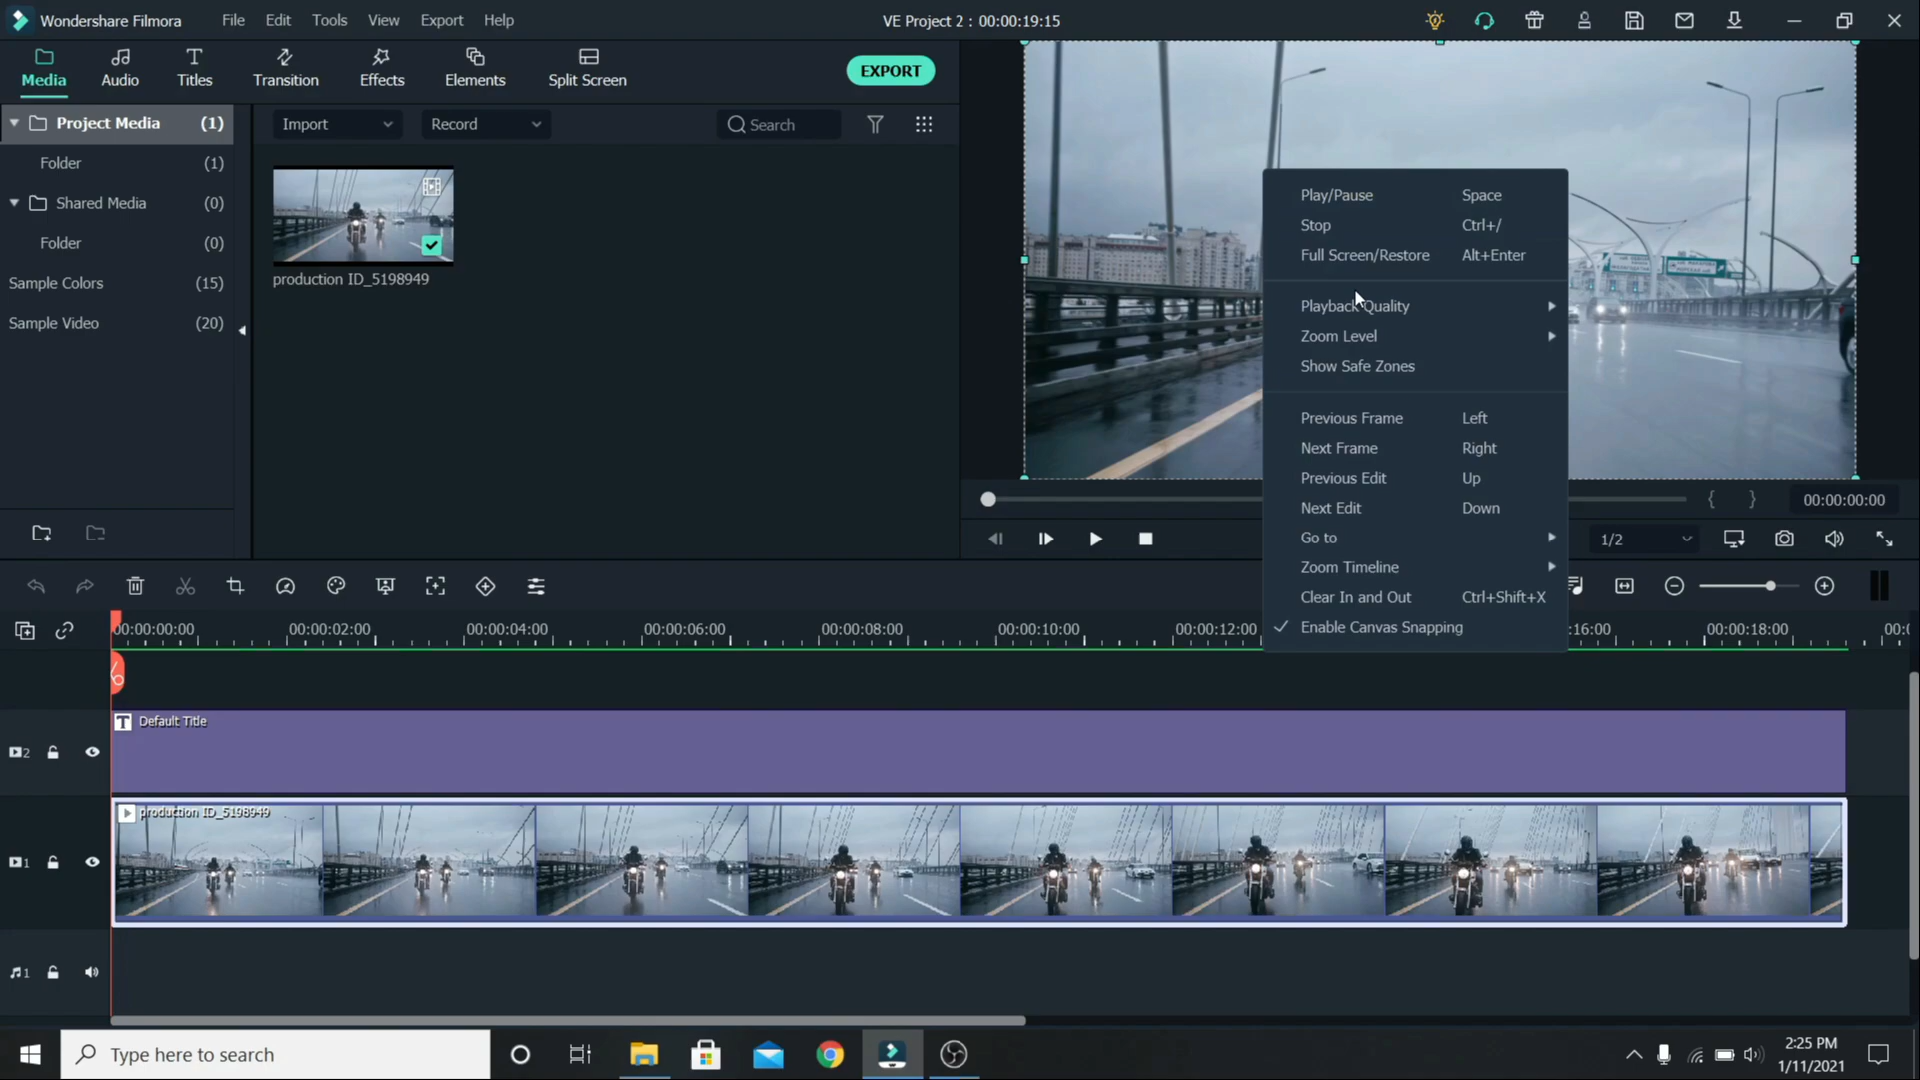 Wondershare Filmora File Edit Tools View Export Help VE Project 2 : 00:00:19:15
Media Audio Titles Transition Effects Elements Split Screen EXPORT
Project Media (1)
Folder (1)
Shared Media (0)
Folder (0)
Sample Colors (15)
Sample Video (20)
Import Record Search
production ID_5198949
Play/Pause Space
Stop Ctrl+/
Full Screen/Restore Alt+Enter
Playback Quality
Zoom Level
Show Safe Zones
Previous Frame Left
Next Frame Right
Previous Edit Up
Next Edit Down
Go to
Zoom Timeline
Clear In and Out Ctrl+Shift+X
Enable Canvas Snapping
{ } 00:00:00:00
1/2
00:00:00:00 00:00:02:00 00:00:04:00 00:00:06:00 00:00:08:00 00:00:10:00 00:00:12:00 :16:00 00:00:18:00 00:0
T Default Title
2
production ID_5198949
1
1
Type here to search
2:25 PM
1/11/2021